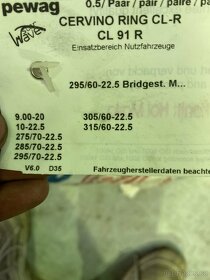 pewag
0.5 / Paar / pair / paire / pa
CERVINO RING CL-R
CL 91 R
Einsatzbereich Nutzfahrzeuge
295/60-22.5 Bridgest. M...
9.00-20 305/60-22.5
10-22.5 315/60-22.5
275/70-22.5
285/70-22.5
295/70-22.5
V6.0 D35 Fahrzeugherstellerdaten beachte